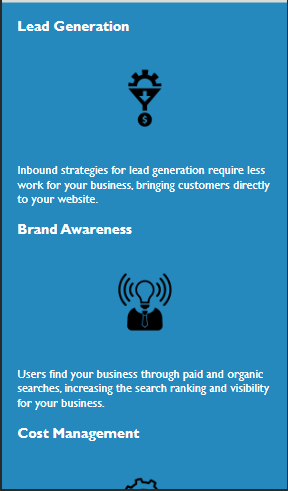 Lead Generation
$
Inbound strategies for lead generation require less
work for your business, bringing customers directly
to your website.
Brand Awareness
Users find your business through paid and organic
searches, increasing the search ranking and visibility
for your business.
Cost Management